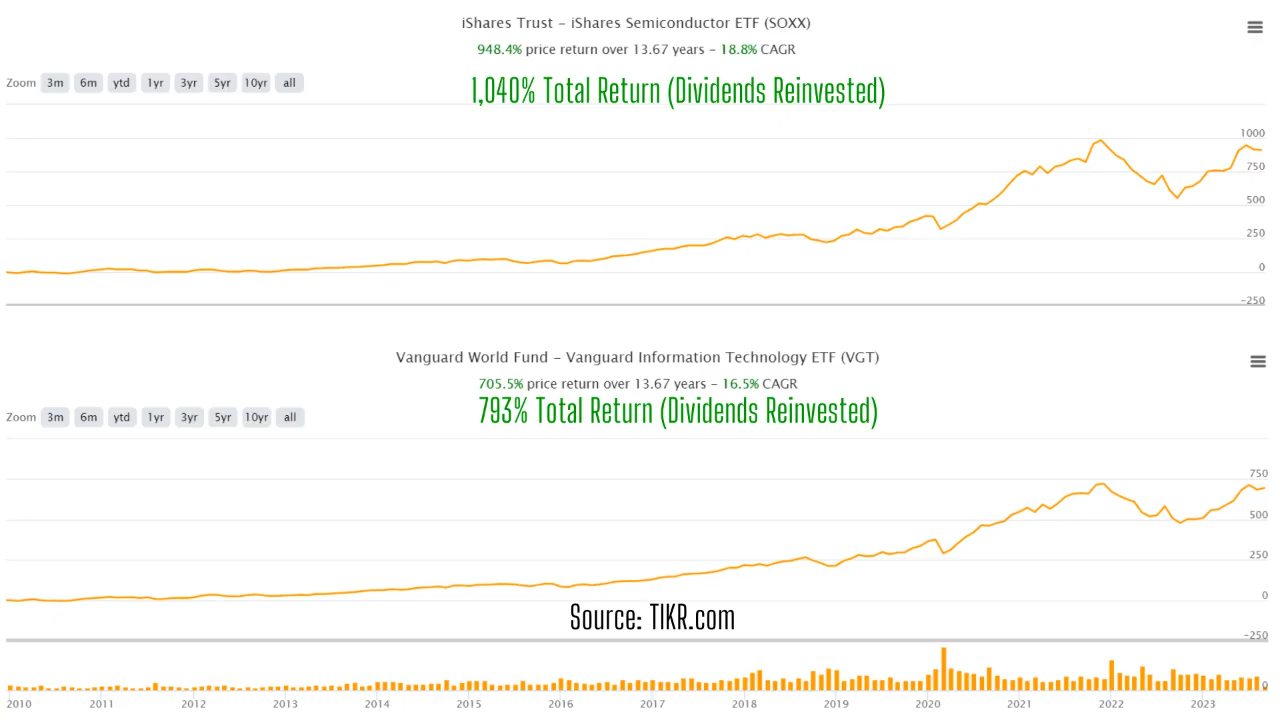 iShares Trust - iShares Semiconductor ETF (SOXX)
948.4% price return over 13.67 years - 18.8% CAGR
Zoom 3m 6m ytd 1yr 3yr 5yr 10yr all
1,040% Total Return (Dividends Reinvested)
1000
750
500
250
0
-250
Vanguard World Fund - Vanguard Information Technology ETF (VGT)
705.5% price return over 13.67 years - 16.5% CAGR
Zoom 3m 6m ytd 1yr 3yr 5yr 10yr all
793% Total Return (Dividends Reinvested)
750
500
250
0
Source: TIKR.com
-250
0
2010 2011 2012 2013 2014 2015 2016 2017 2018 2019 2020 2021 2022 2023